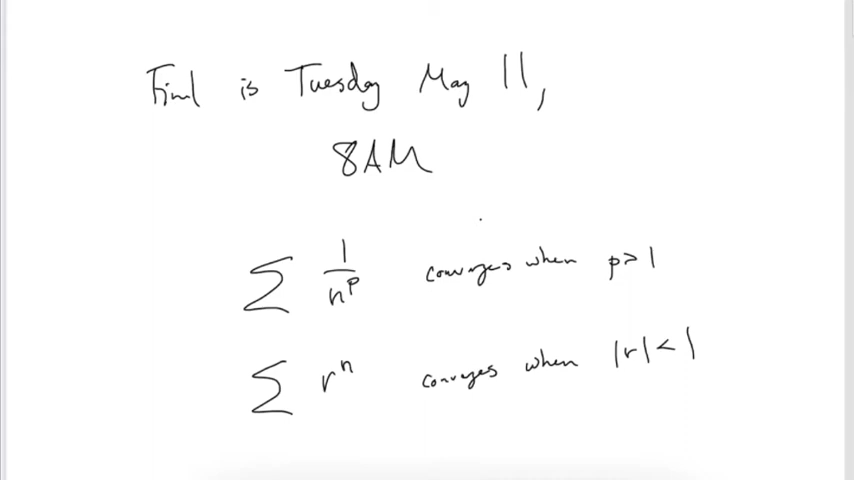 Final is Tuesday May 11,
8AM
∑ 1/n^p converges when p > 1
∑ r^n converges when |r| < 1